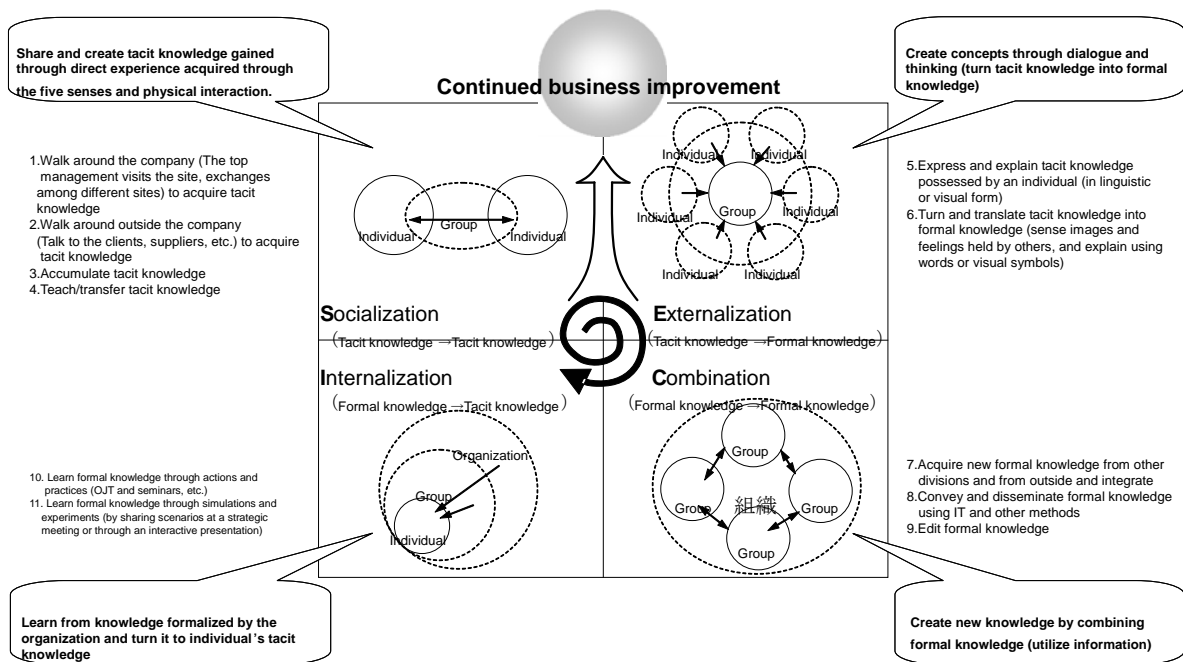 Share and create tacit knowledge gained
through direct experience acquired through
the five senses and physical interaction.
Continued business improvement
Create concepts through dialogue and
thinking (turn tacit knowledge into formal
knowledge)
1.Walk around the company (The top
management visits the site, exchanges
among different sites) to acquire tacit
knowledge
2.Walk around outside the company
(Talk to the clients, suppliers, etc.) to acquire
tacit knowledge
3.Accumulate tacit knowledge
4.Teach/transfer tacit knowledge
Individual
Group
Individual
Individual
Individual
Individual
Group
Individual
Individual
Individual
5.Express and explain tacit knowledge
possessed by an individual (in linguistic
or visual form)
6.Turn and translate tacit knowledge into
formal knowledge (sense images and
feelings held by others, and explain using
words or visual symbols)
Socialization
(Tacit knowledge →Tacit knowledge)
Externalization
(Tacit knowledge →Formal knowledge)
Internalization
(Formal knowledge→Tacit knowledge)
Combination
(Formal knowledge→Formal knowledge)
10. Learn formal knowledge through actions and
practices (OJT and seminars, etc.)
11. Learn formal knowledge through simulations and
experiments (by sharing scenarios at a strategic
meeting or through an interactive presentation)
Organization
Group
Individual
Group
Group
組織
Group
Group
7.Acquire new formal knowledge from other
divisions and from outside and integrate
8.Convey and disseminate formal knowledge
using IT and other methods
9.Edit formal knowledge
Learn from knowledge formalized by the
organization and turn it to individual's tacit
knowledge
Create new knowledge by combining
formal knowledge (utilize information)